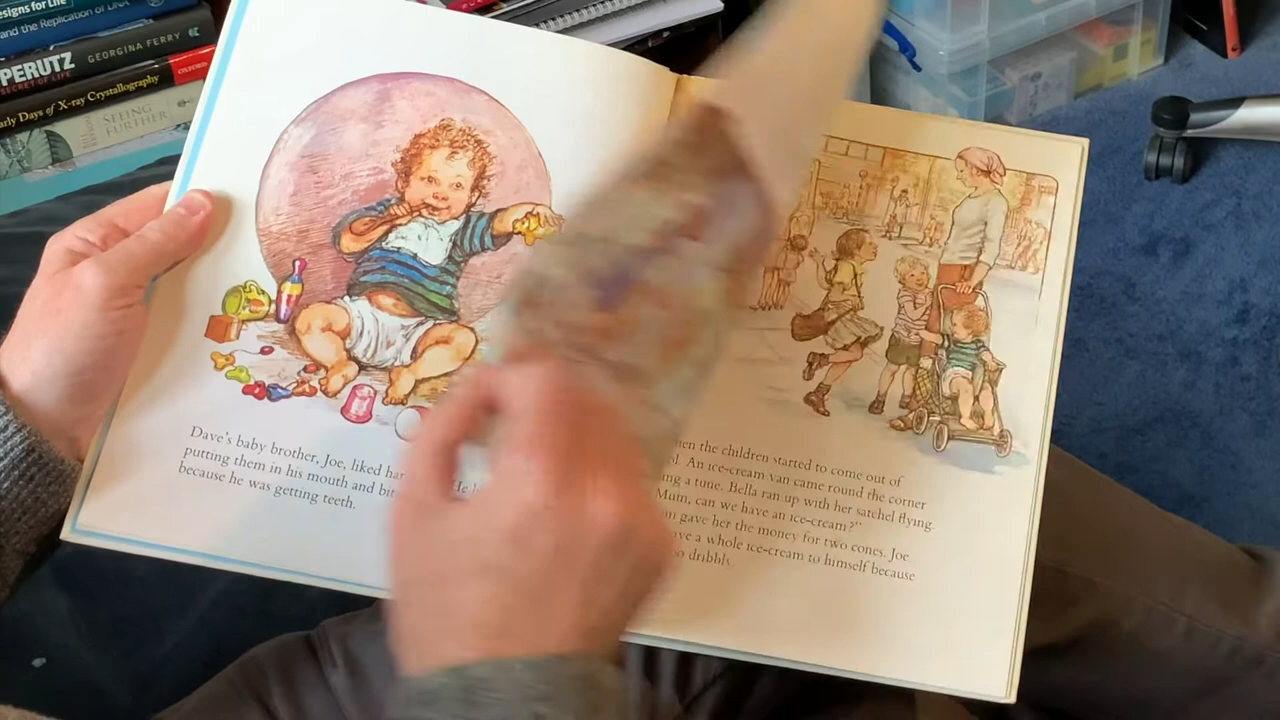 esigns for Life
and the Replication of DNA
PERUTZ GEORGINA FERRY
SECRET OF LIFE
arly Days of X-ray Crystallography OXFORD
SEEING
FURTHER
Dave's baby brother, Joe, liked har
putting them in his mouth and bit
because he was getting teeth.
hen the children started to come out of
l. An ice-cream van came round the corner
ng a tune. Bella ran up with her satchel flying.
Mum, can we have an ice-cream?"
m gave her the money for two cones. Joe
ave a whole ice-cream to himself because
oo dribbly.